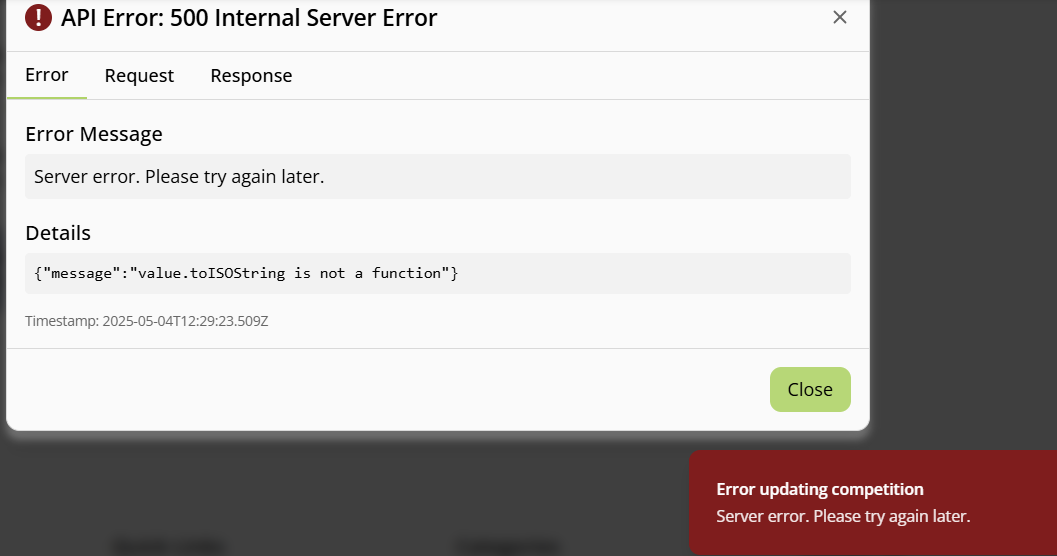 API Error: 500 Internal Server Error
Error Request Response
Error Message
Server error. Please try again later.
Details
{"message":"value.toISOString is not a function"}
Timestamp: 2025-05-04T12:29:23.509Z
Close
Error updating competition
Server error. Please try again later.